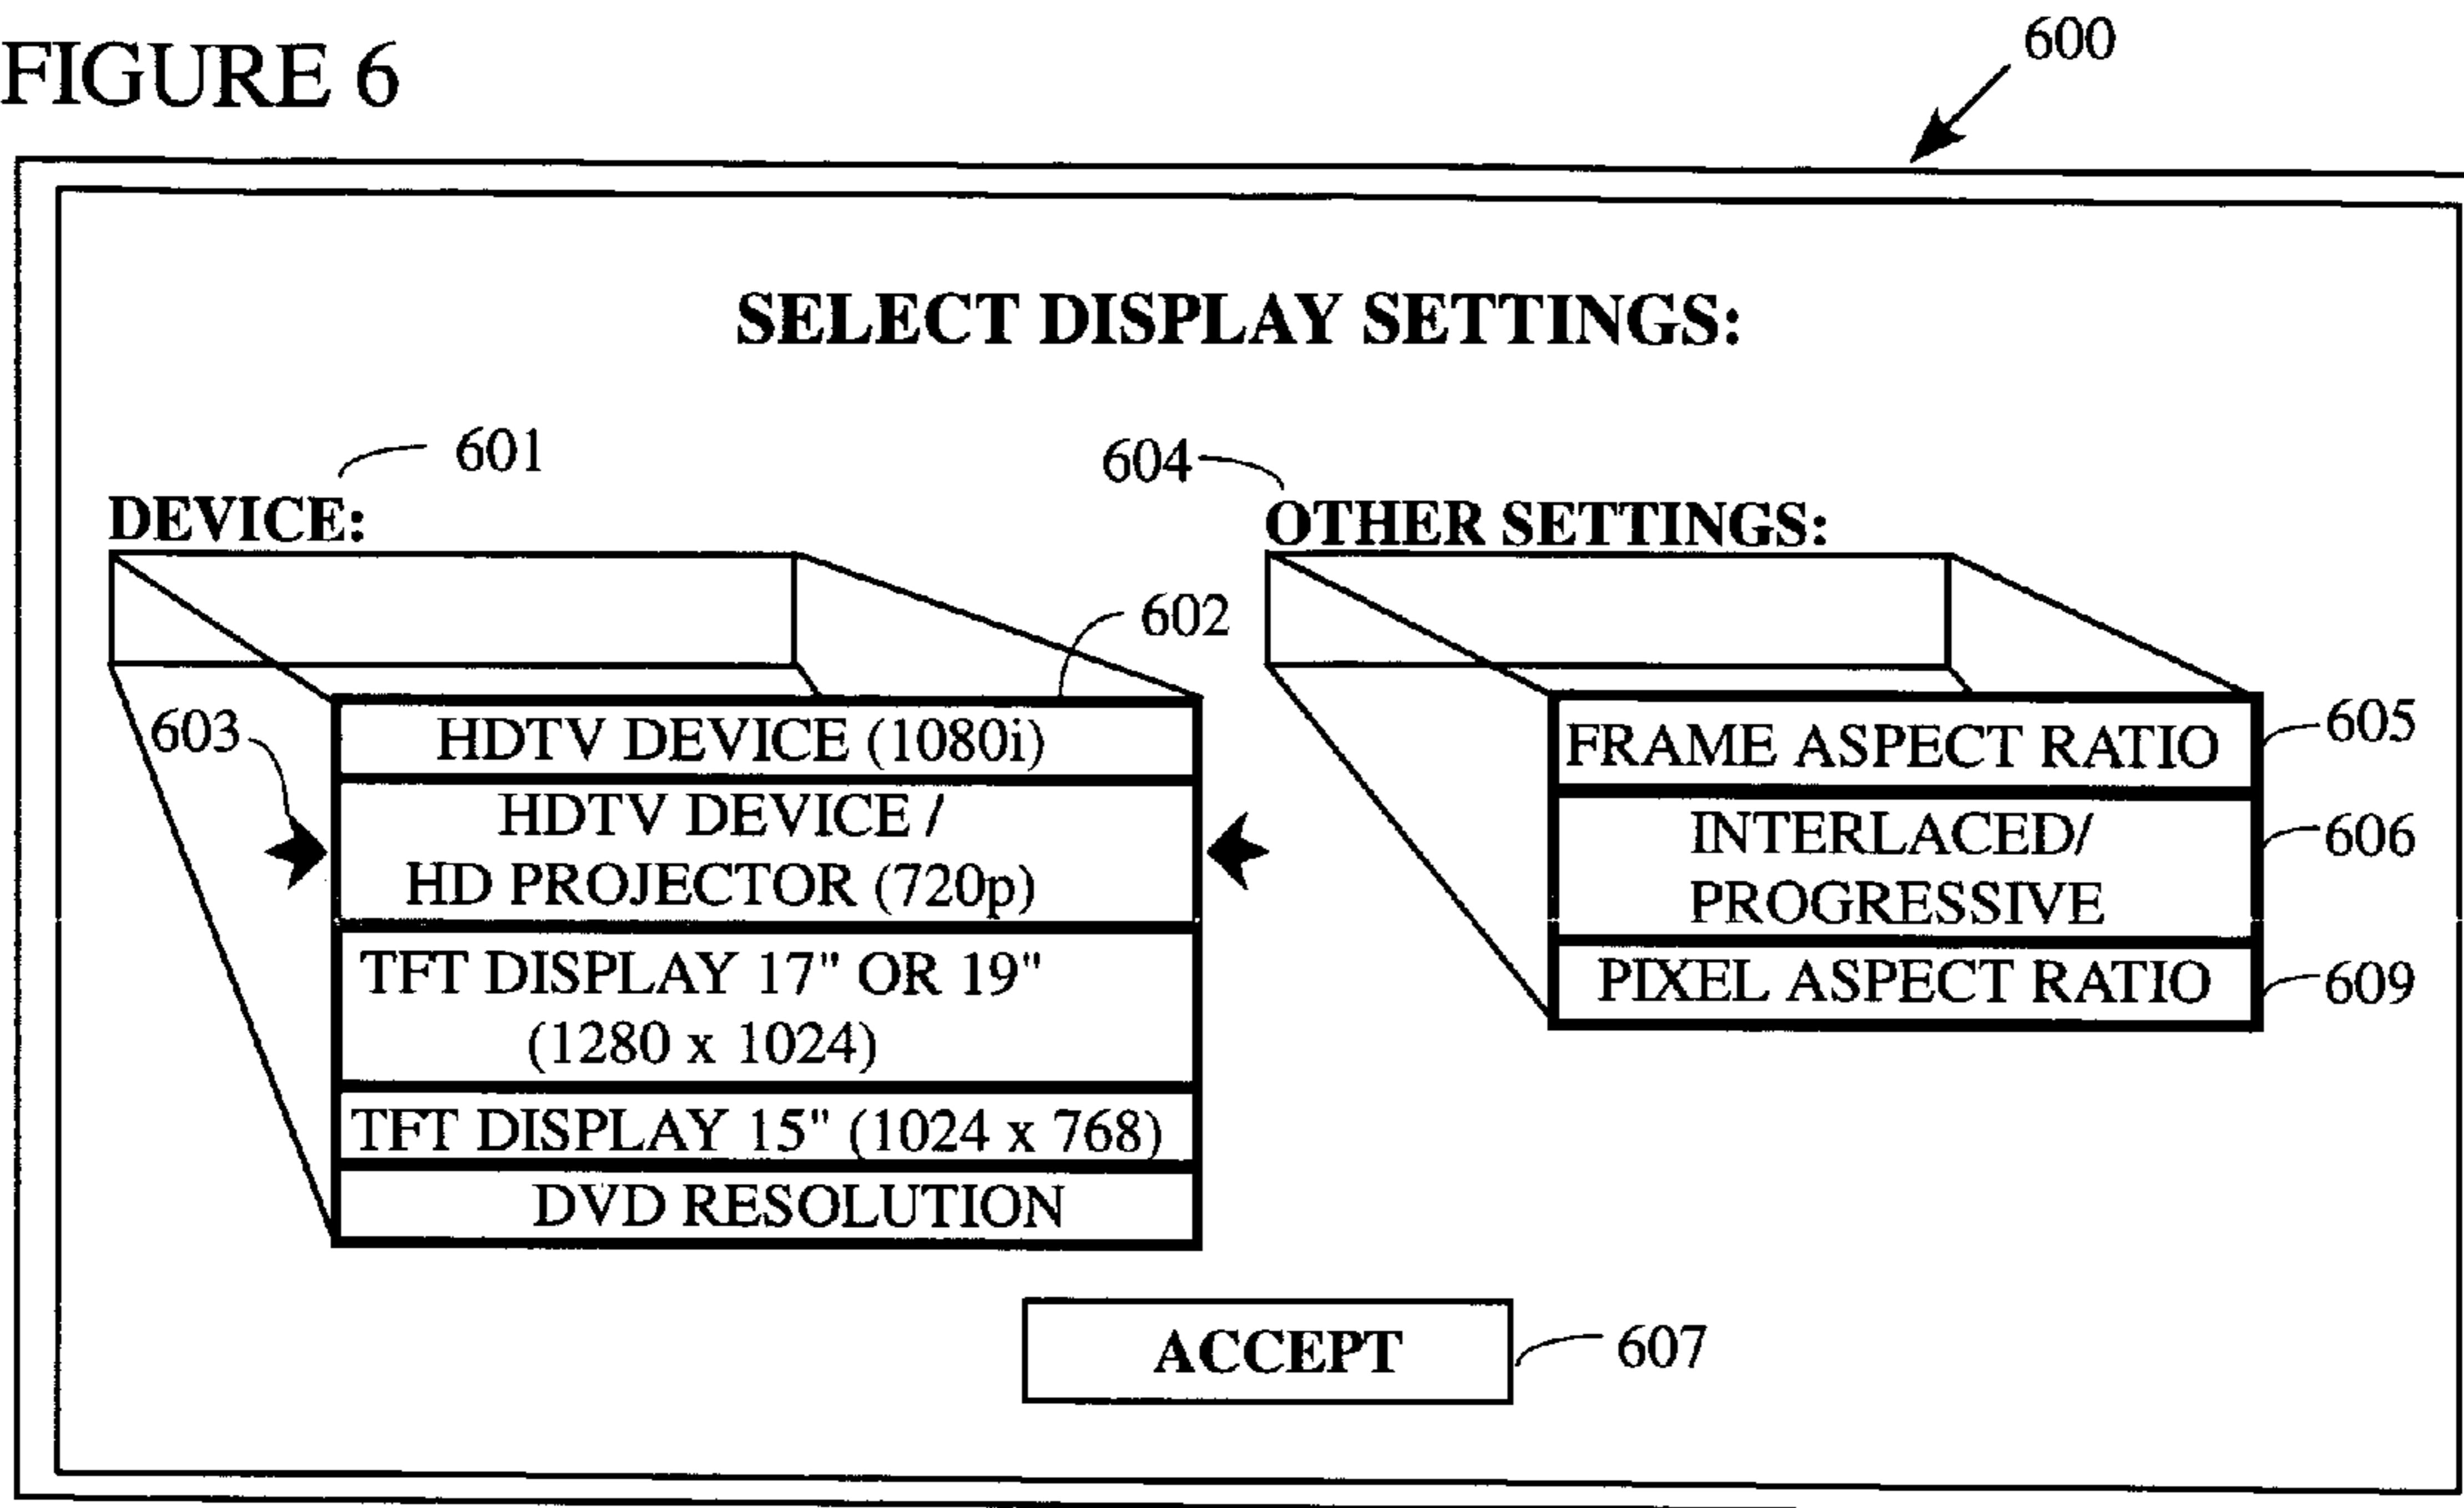 FIGURE 6
600
SELECT DISPLAY SETTINGS:
601
DEVICE:
602
603
HDTV DEVICE (1080i)
HDTV DEVICE /
HD PROJECTOR (720p)
TFT DISPLAY 17" OR 19"
(1280 x 1024)
TFT DISPLAY 15" (1024 x 768)
DVD RESOLUTION
604
OTHER SETTINGS:
FRAME ASPECT RATIO
605
INTERLACED/
PROGRESSIVE
606
PIXEL ASPECT RATIO
609
ACCEPT
607